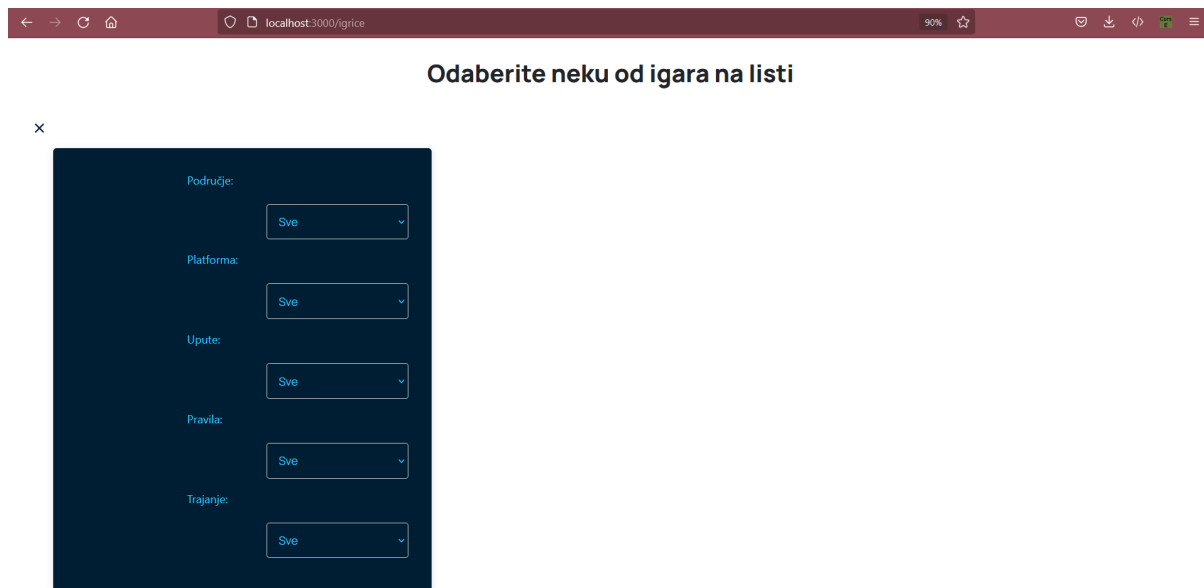 localhost:3000/igrice
90%
Odaberite neku od igara na listi
Područje:
Sve
Platforma:
Sve
Upute:
Sve
Pravila:
Sve
Trajanje:
Sve